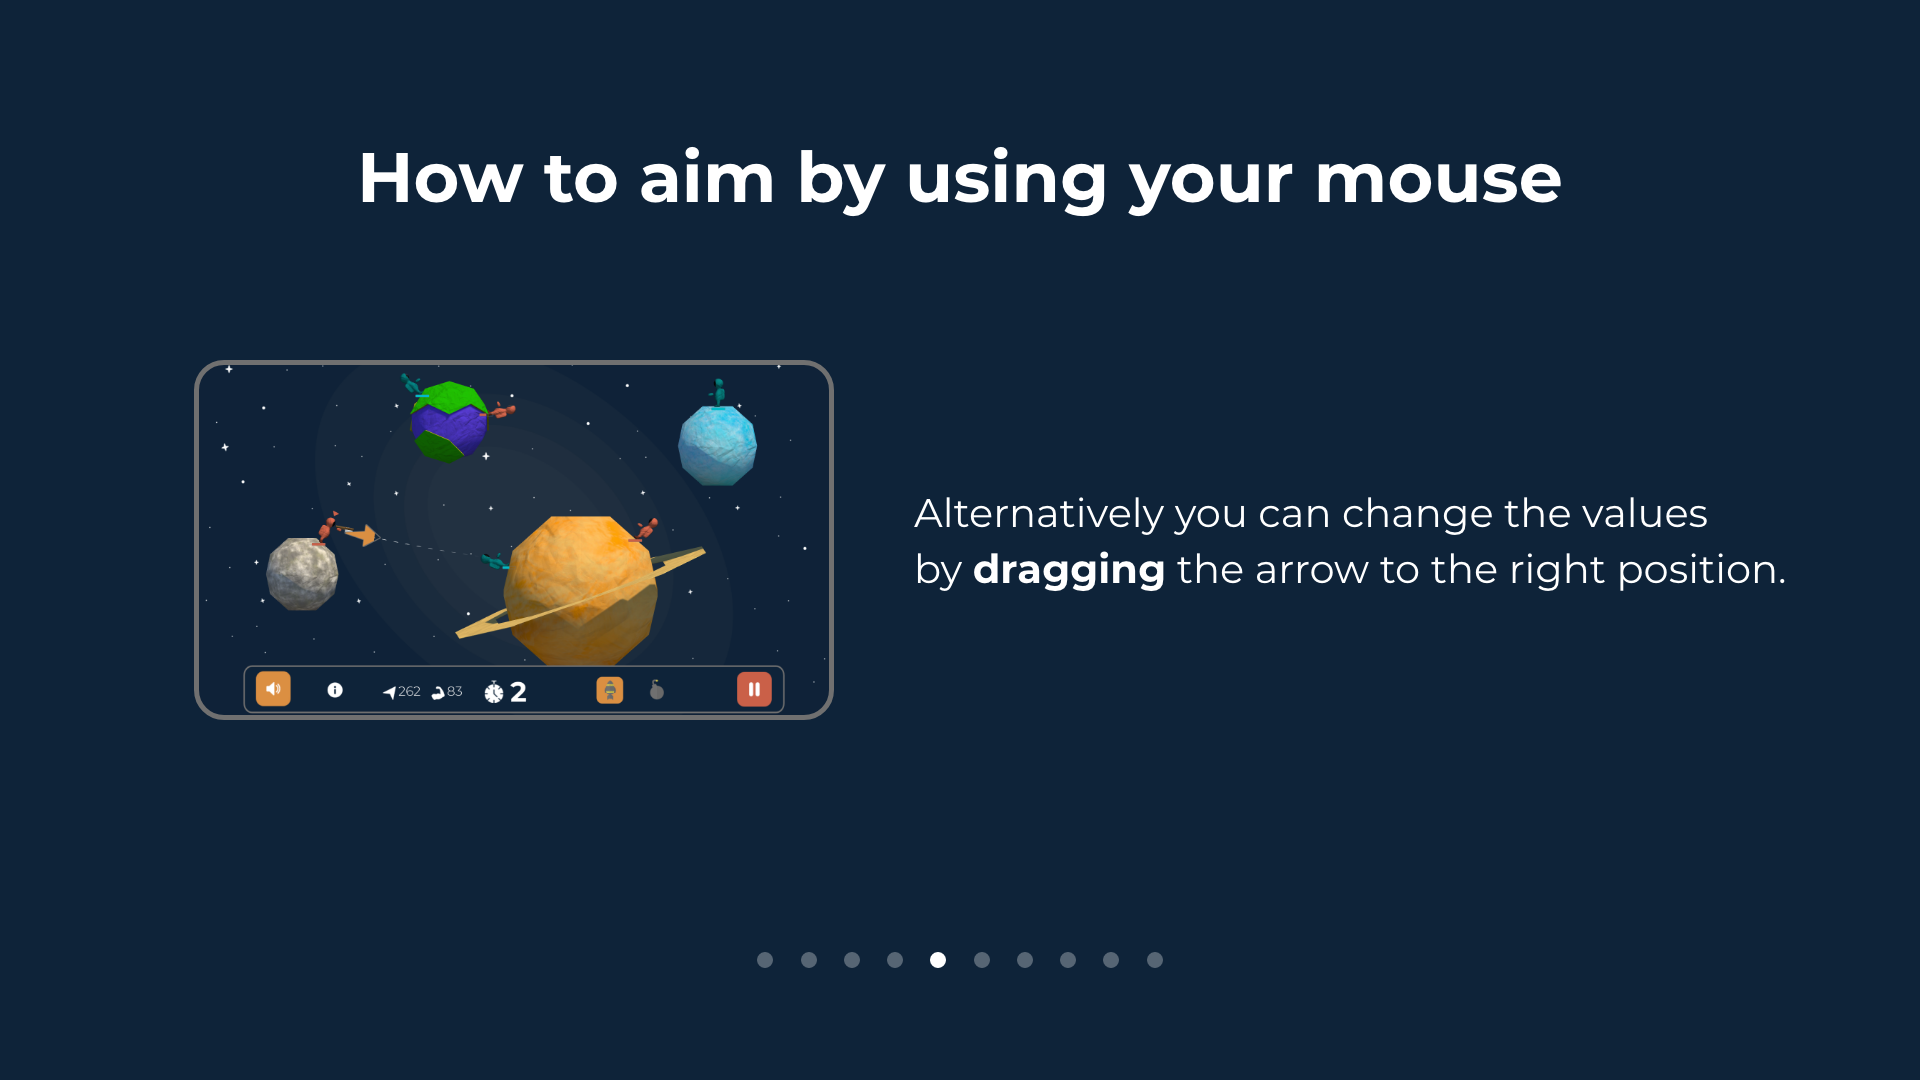 How to aim by using your mouse
Alternatively you can change the values
by dragging the arrow to the right position.
262 83 2